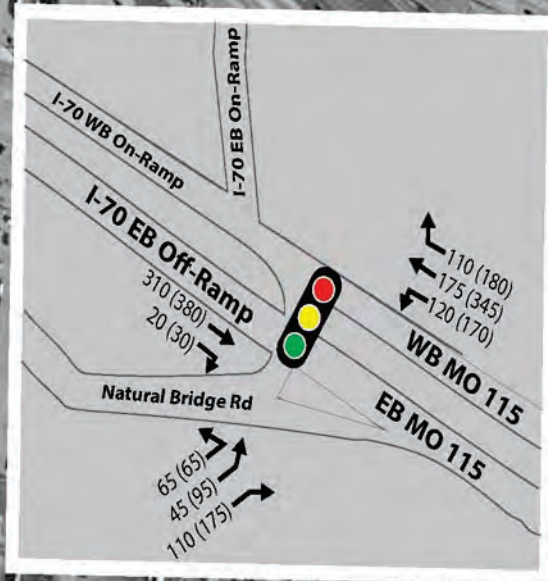 I-70 WB On-Ramp
I-70 EB On-Ramp
I-70 EB Off-Ramp
310 (380)
20 (30)
110 (180)
175 (345)
120 (170)
WB MO 115
EB MO 115
Natural Bridge Rd
65 (65)
45 (95)
110 (175)